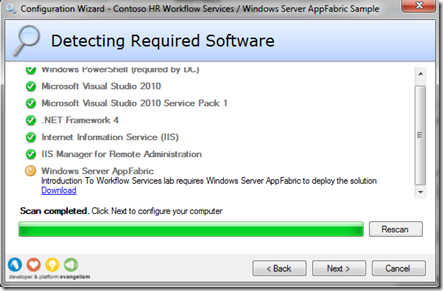 Configuration Wizard - Contoso HR Workflow Services / Windows Server AppFabric Sample
Detecting Required Software
Windows PowerShell (required by DC)
Microsoft Visual Studio 2010
Microsoft Visual Studio 2010 Service Pack 1
.NET Framework 4
Internet Information Service (IIS)
IIS Manager for Remote Administration
Windows Server AppFabric
Introduction To Workflow Services lab requires Windows Server AppFabric to deploy the solution
Download
Scan completed. Click Next to configure your computer
Rescan
developer & platform evangelism
< Back
Next >
Cancel